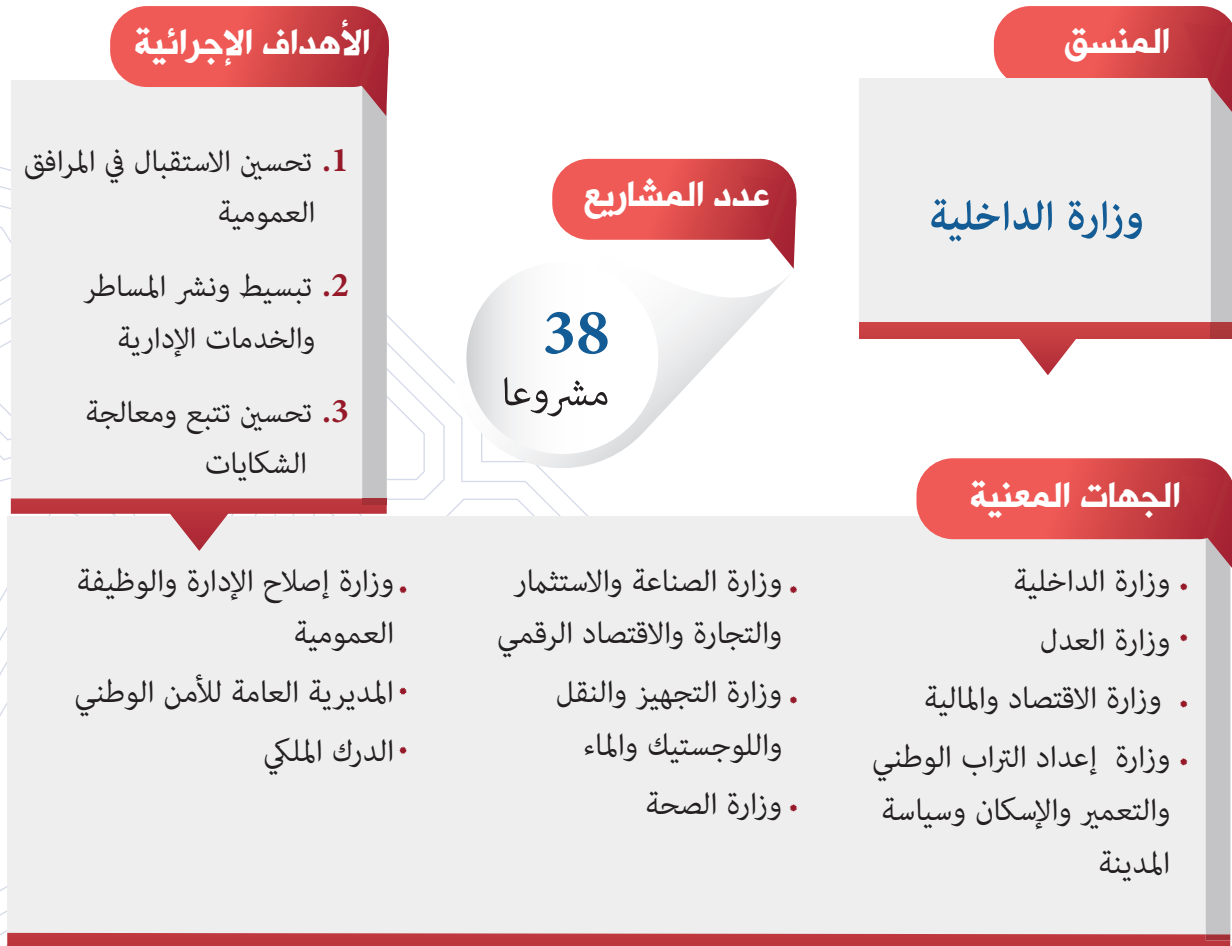 المنسق
وزارة الداخلية
عدد المشاريع
38
مشروعا
الأهداف الإجرائية
1. تحسين الاستقبال في المرافق
العمومية
2. تبسيط ونشر المساطر
والخدمات الإدارية
3. تحسين تتبع ومعالجة
الشكايات
الجهات المعنية
• وزارة الداخلية
• وزارة العدل
• وزارة الاقتصاد والمالية
• وزارة إعداد التراب الوطني
والتعمير والإسكان وسياسة
المدينة
• وزارة الصناعة والاستثمار
والتجارة والاقتصاد الرقمي
• وزارة التجهيز والنقل
واللوجستيك والماء
• وزارة الصحة
• وزارة إصلاح الإدارة والوظيفة
العمومية
• المديرية العامة للأمن الوطني
• الدرك الملكي